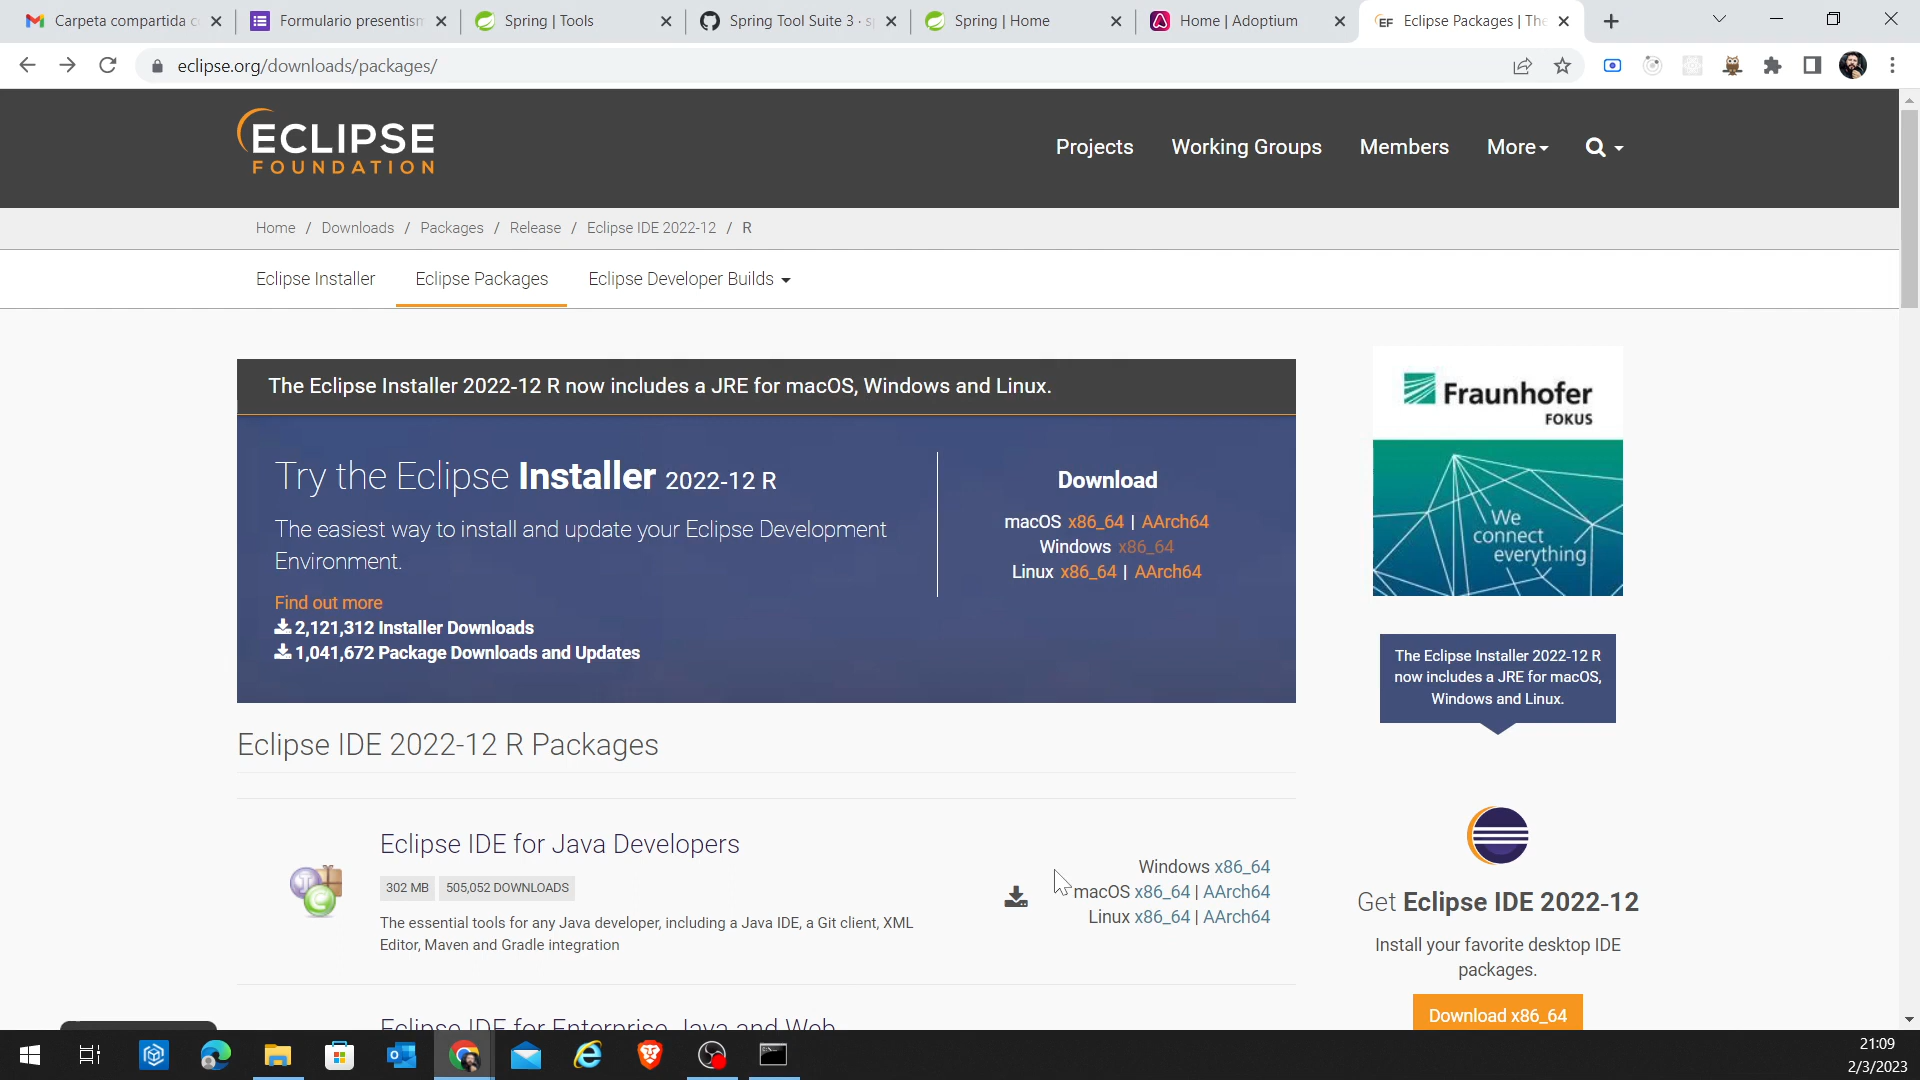 Carpeta compartida c
Formulario presentism
Spring | Tools
Spring Tool Suite 3 · s
Spring | Home
Home | Adoptium
Eclipse Packages | The
eclipse.org/downloads/packages/
ECLIPSE
FOUNDATION
Projects
Working Groups
Members
More
Home / Downloads / Packages / Release / Eclipse IDE 2022-12 / R
Eclipse Installer
Eclipse Packages
Eclipse Developer Builds
The Eclipse Installer 2022-12 R now includes a JRE for macOS, Windows and Linux.
Try the Eclipse Installer 2022-12 R
The easiest way to install and update your Eclipse Development
Environment.
Find out more
2,121,312 Installer Downloads
1,041,672 Package Downloads and Updates
Download
macOS x86_64 | AArch64
Windows x86_64
Linux x86_64 | AArch64
Fraunhofer
FOKUS
We
connect
everything
The Eclipse Installer 2022-12 R
now includes a JRE for macOS,
Windows and Linux.
Eclipse IDE 2022-12 R Packages
Eclipse IDE for Java Developers
302 MB
505,052 DOWNLOADS
The essential tools for any Java developer, including a Java IDE, a Git client, XML
Editor, Maven and Gradle integration
Windows x86_64
macOS x86_64 | AArch64
Linux x86_64 | AArch64
Get Eclipse IDE 2022-12
Install your favorite desktop IDE
packages.
Download x86_64
Eclipse IDE for Enterprise Java and Web
21:09
2/3/2023